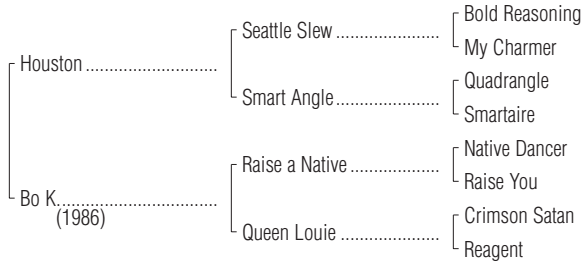 Bold Reasoning
Seattle Slew ....................
My Charmer
Houston .........................
Quadrangle
Smart Angle ....................
Smartaire
Native Dancer
Raise a Native .................
Raise You
Bo K. .............................
(1986)
Crimson Satan
Queen Louie ...................
Reagent